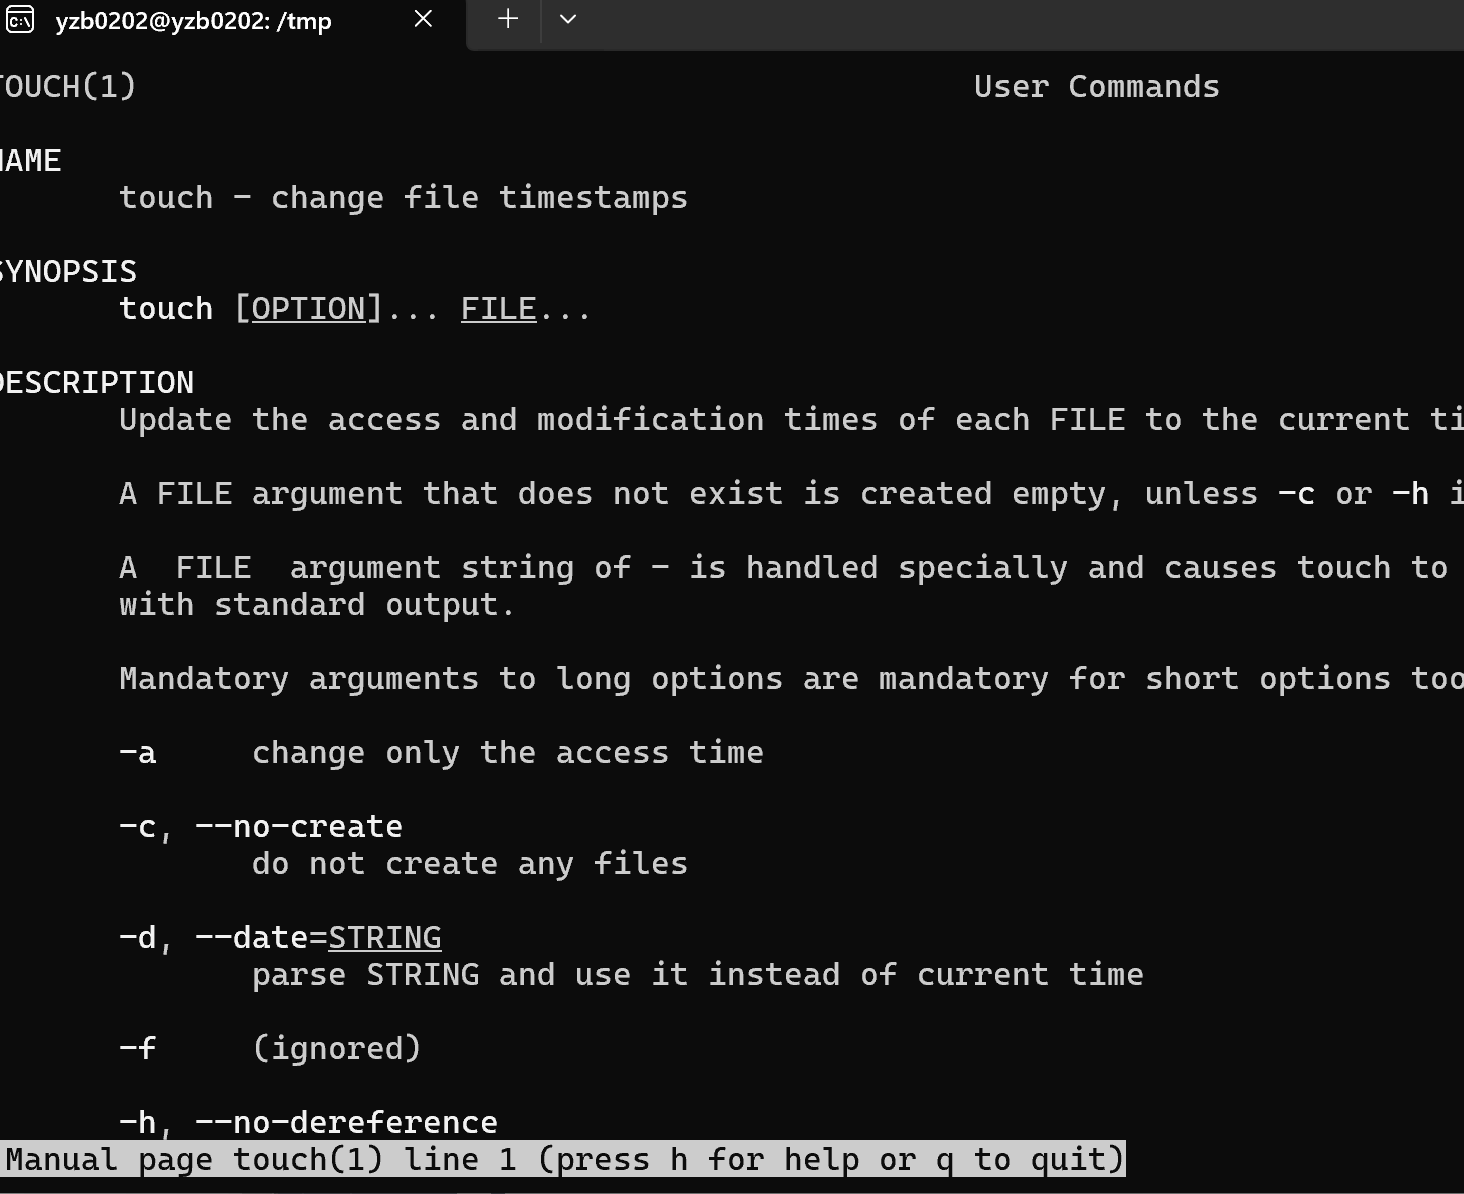 yzb0202@yzb0202: /tmp
TOUCH(1) User Commands
NAME
touch - change file timestamps
SYNOPSIS
touch [OPTION]... FILE...
DESCRIPTION
Update the access and modification times of each FILE to the current ti
A FILE argument that does not exist is created empty, unless -c or -h i
A FILE argument string of - is handled specially and causes touch to
with standard output.
Mandatory arguments to long options are mandatory for short options too
-a change only the access time
-c, --no-create
do not create any files
-d, --date=STRING
parse STRING and use it instead of current time
-f (ignored)
-h, --no-dereference
Manual page touch(1) line 1 (press h for help or q to quit)